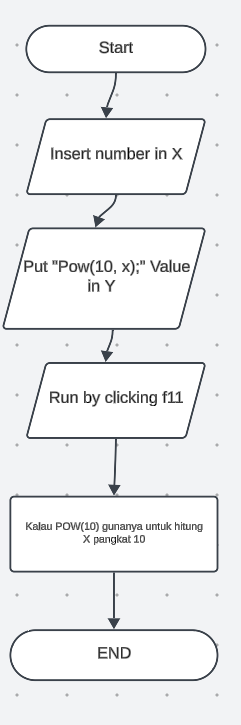 Start
Insert number in X
Put "Pow(10, x);" Value
in Y
Run by clicking f11
Kalau POW(10) gunanya untuk hitung
X pangkat 10
END